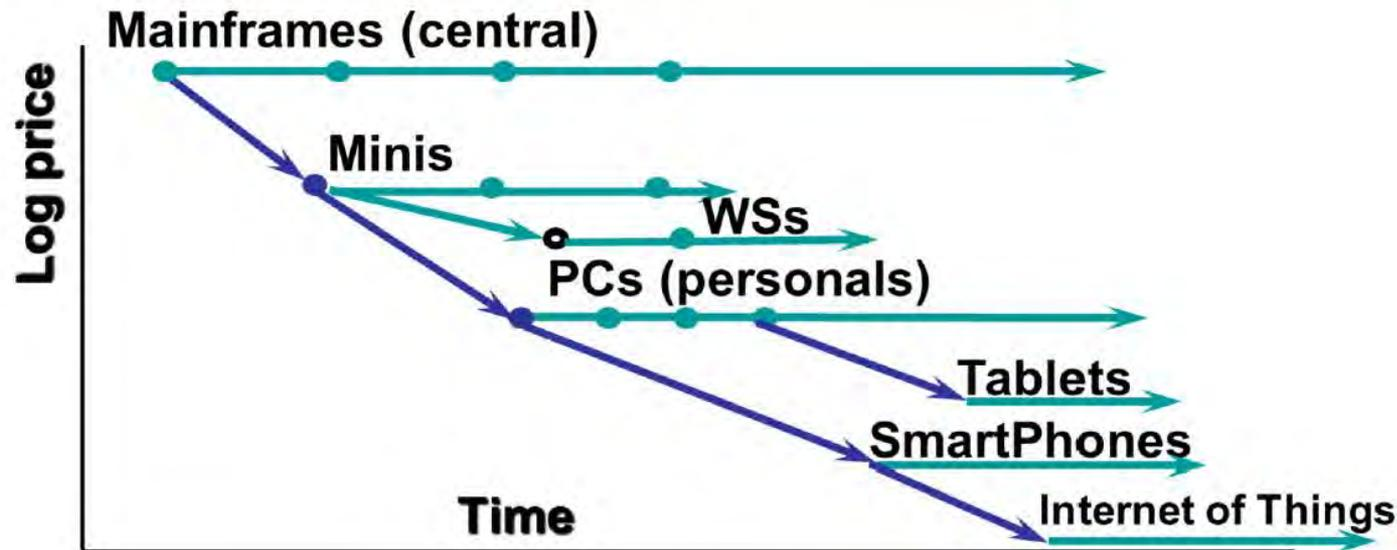 Mainframes (central)
Log price
Minis
WSs
PCs (personals)
Tablets
SmartPhones
Internet of Things
Time